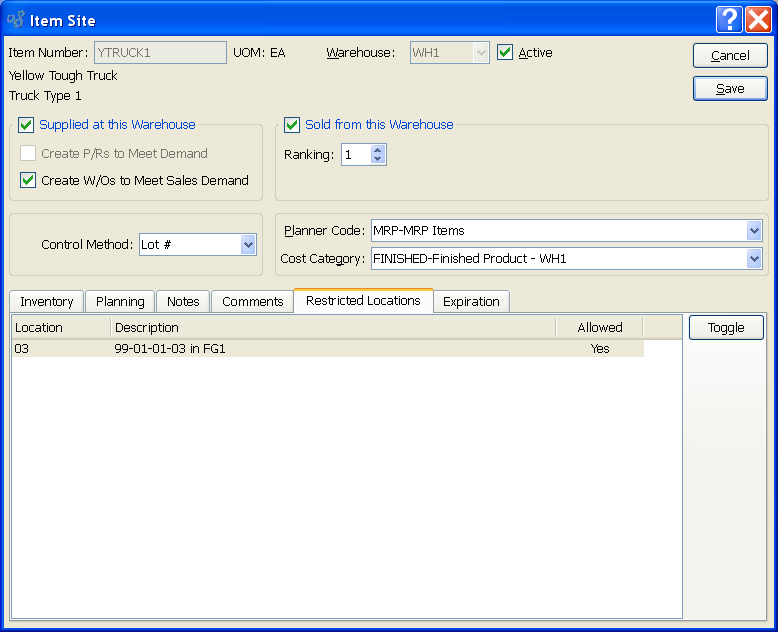 Item Site
Item Number: YTRUCK1 UOM: EA Warehouse: WH1 Active
Cancel
Yellow Tough Truck
Truck Type 1
Save
Supplied at this Warehouse
Sold from this Warehouse
Create P/Rs to Meet Demand
Ranking: 1
Create W/Os to Meet Sales Demand
Planner Code: MRP-MRP Items
Control Method: Lot #
Cost Category: FINISHED-Finished Product - WH1
Inventory Planning Notes Comments Restricted Locations Expiration
Location Description Allowed
Toggle
03 99-01-01-03 in FG1 Yes